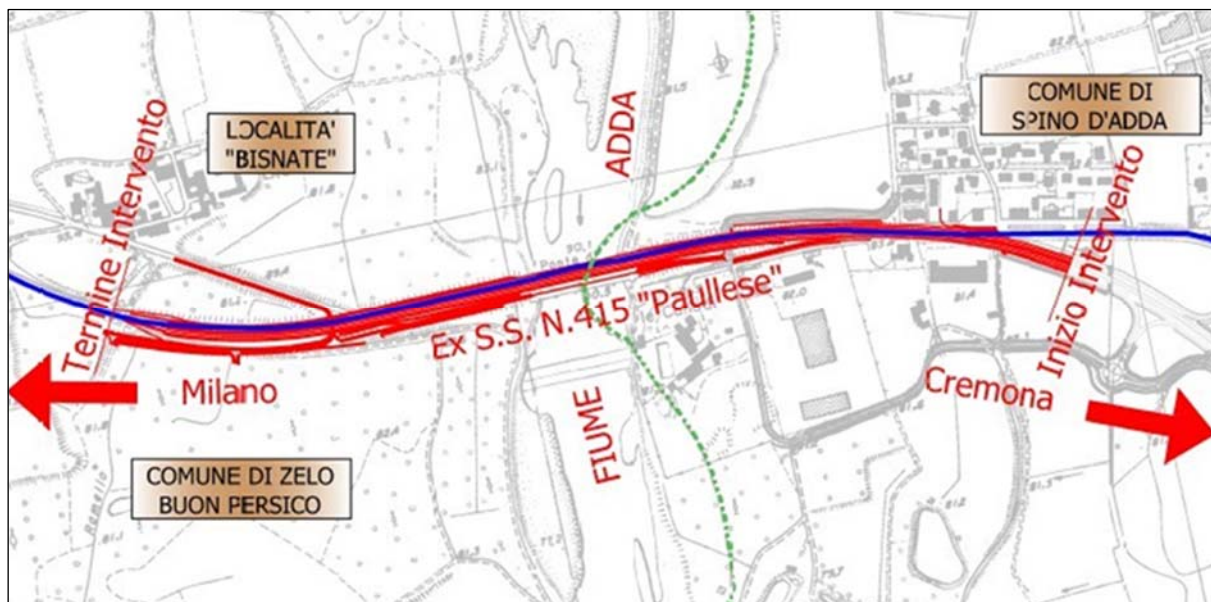 LOCALITA'
"BISNATE"
COMUNE DI
SPINO D'ADDA
Termine Intervento
ADDA
Inizio Intervento
Ex S.S. N.415 "Paullese"
Milano
Cremona
FIUME
COMUNE DI ZELO
BUON PERSICO
Ponte